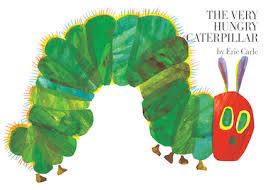 THE VERY
HUNGRY
CATERPILLAR
by Eric Carle